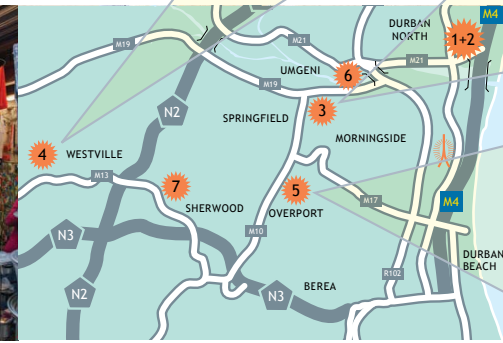 M4
DURBAN
NORTH
1+2
M19
M21
M21
UMGENI
6
M19
N2
SPRINGFIELD
3
MORNINGSIDE
4
WESTVILLE
M13
7
SHERWOOD
5
OVERPORT
M17
M4
N3
M10
DURBAN
BEACH
R102
N2
N3
BEREA